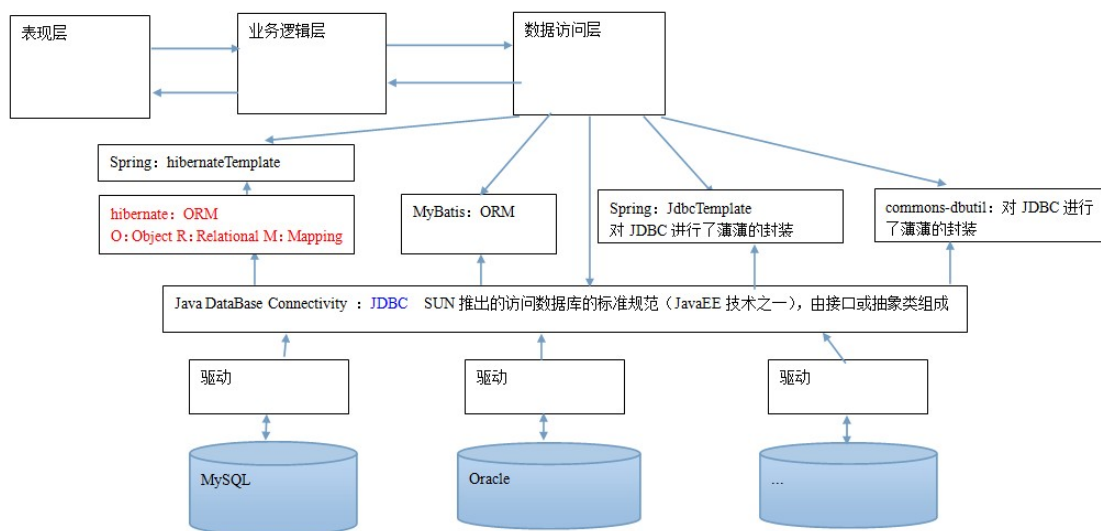 表现层
业务逻辑层
数据访问层
Spring：hibernateTemplate
hibernate：ORM
O：Object R：Relational M：Mapping
MyBatis：ORM
Spring：JdbcTemplate
对 JDBC 进行了薄薄的封装
commons-dbutil：对 JDBC 进行
了薄薄的封装
Java DataBase Connectivity ：JDBC SUN 推出的访问数据库的标准规范（JavaEE 技术之一），由接口或抽象类组成
驱动
驱动
驱动
MySQL
Oracle
...